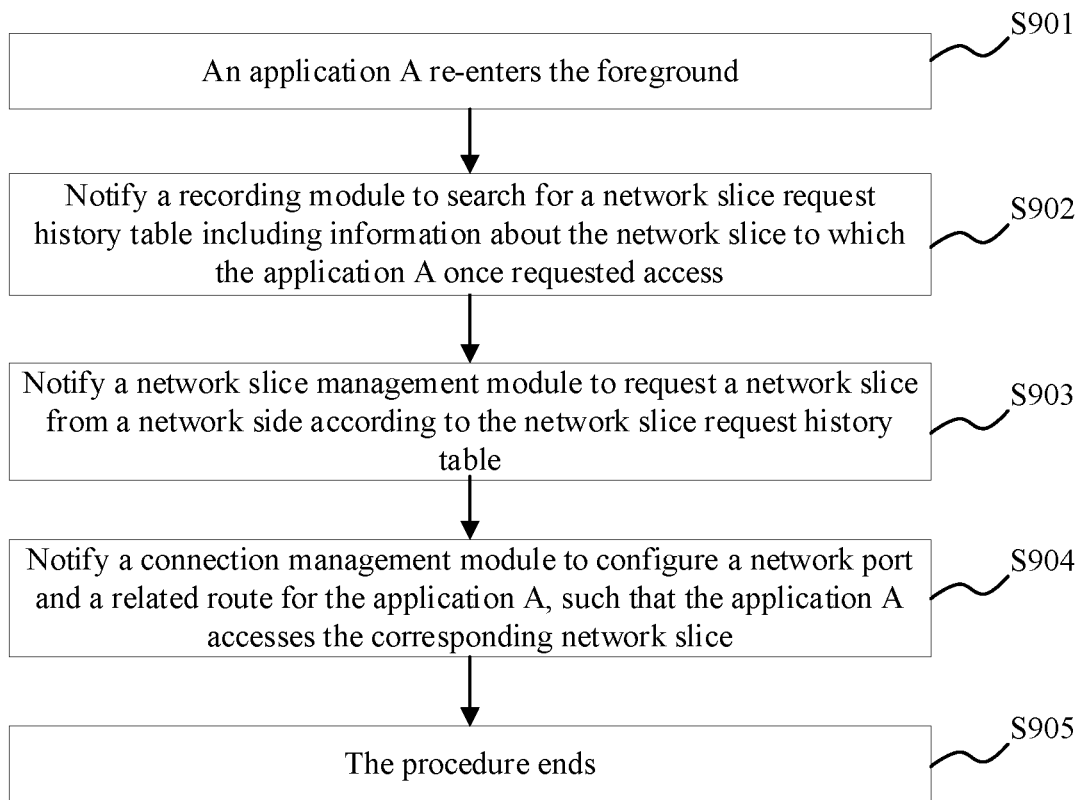 S901
An application A re-enters the foreground
Notify a recording module to search for a network slice request
history table including information about the network slice to which
the application A once requested access
S902
Notify a network slice management module to request a network slice
from a network side according to the network slice request history
table
S903
Notify a connection management module to configure a network port
and a related route for the application A, such that the application A
accesses the corresponding network slice
S904
The procedure ends
S905